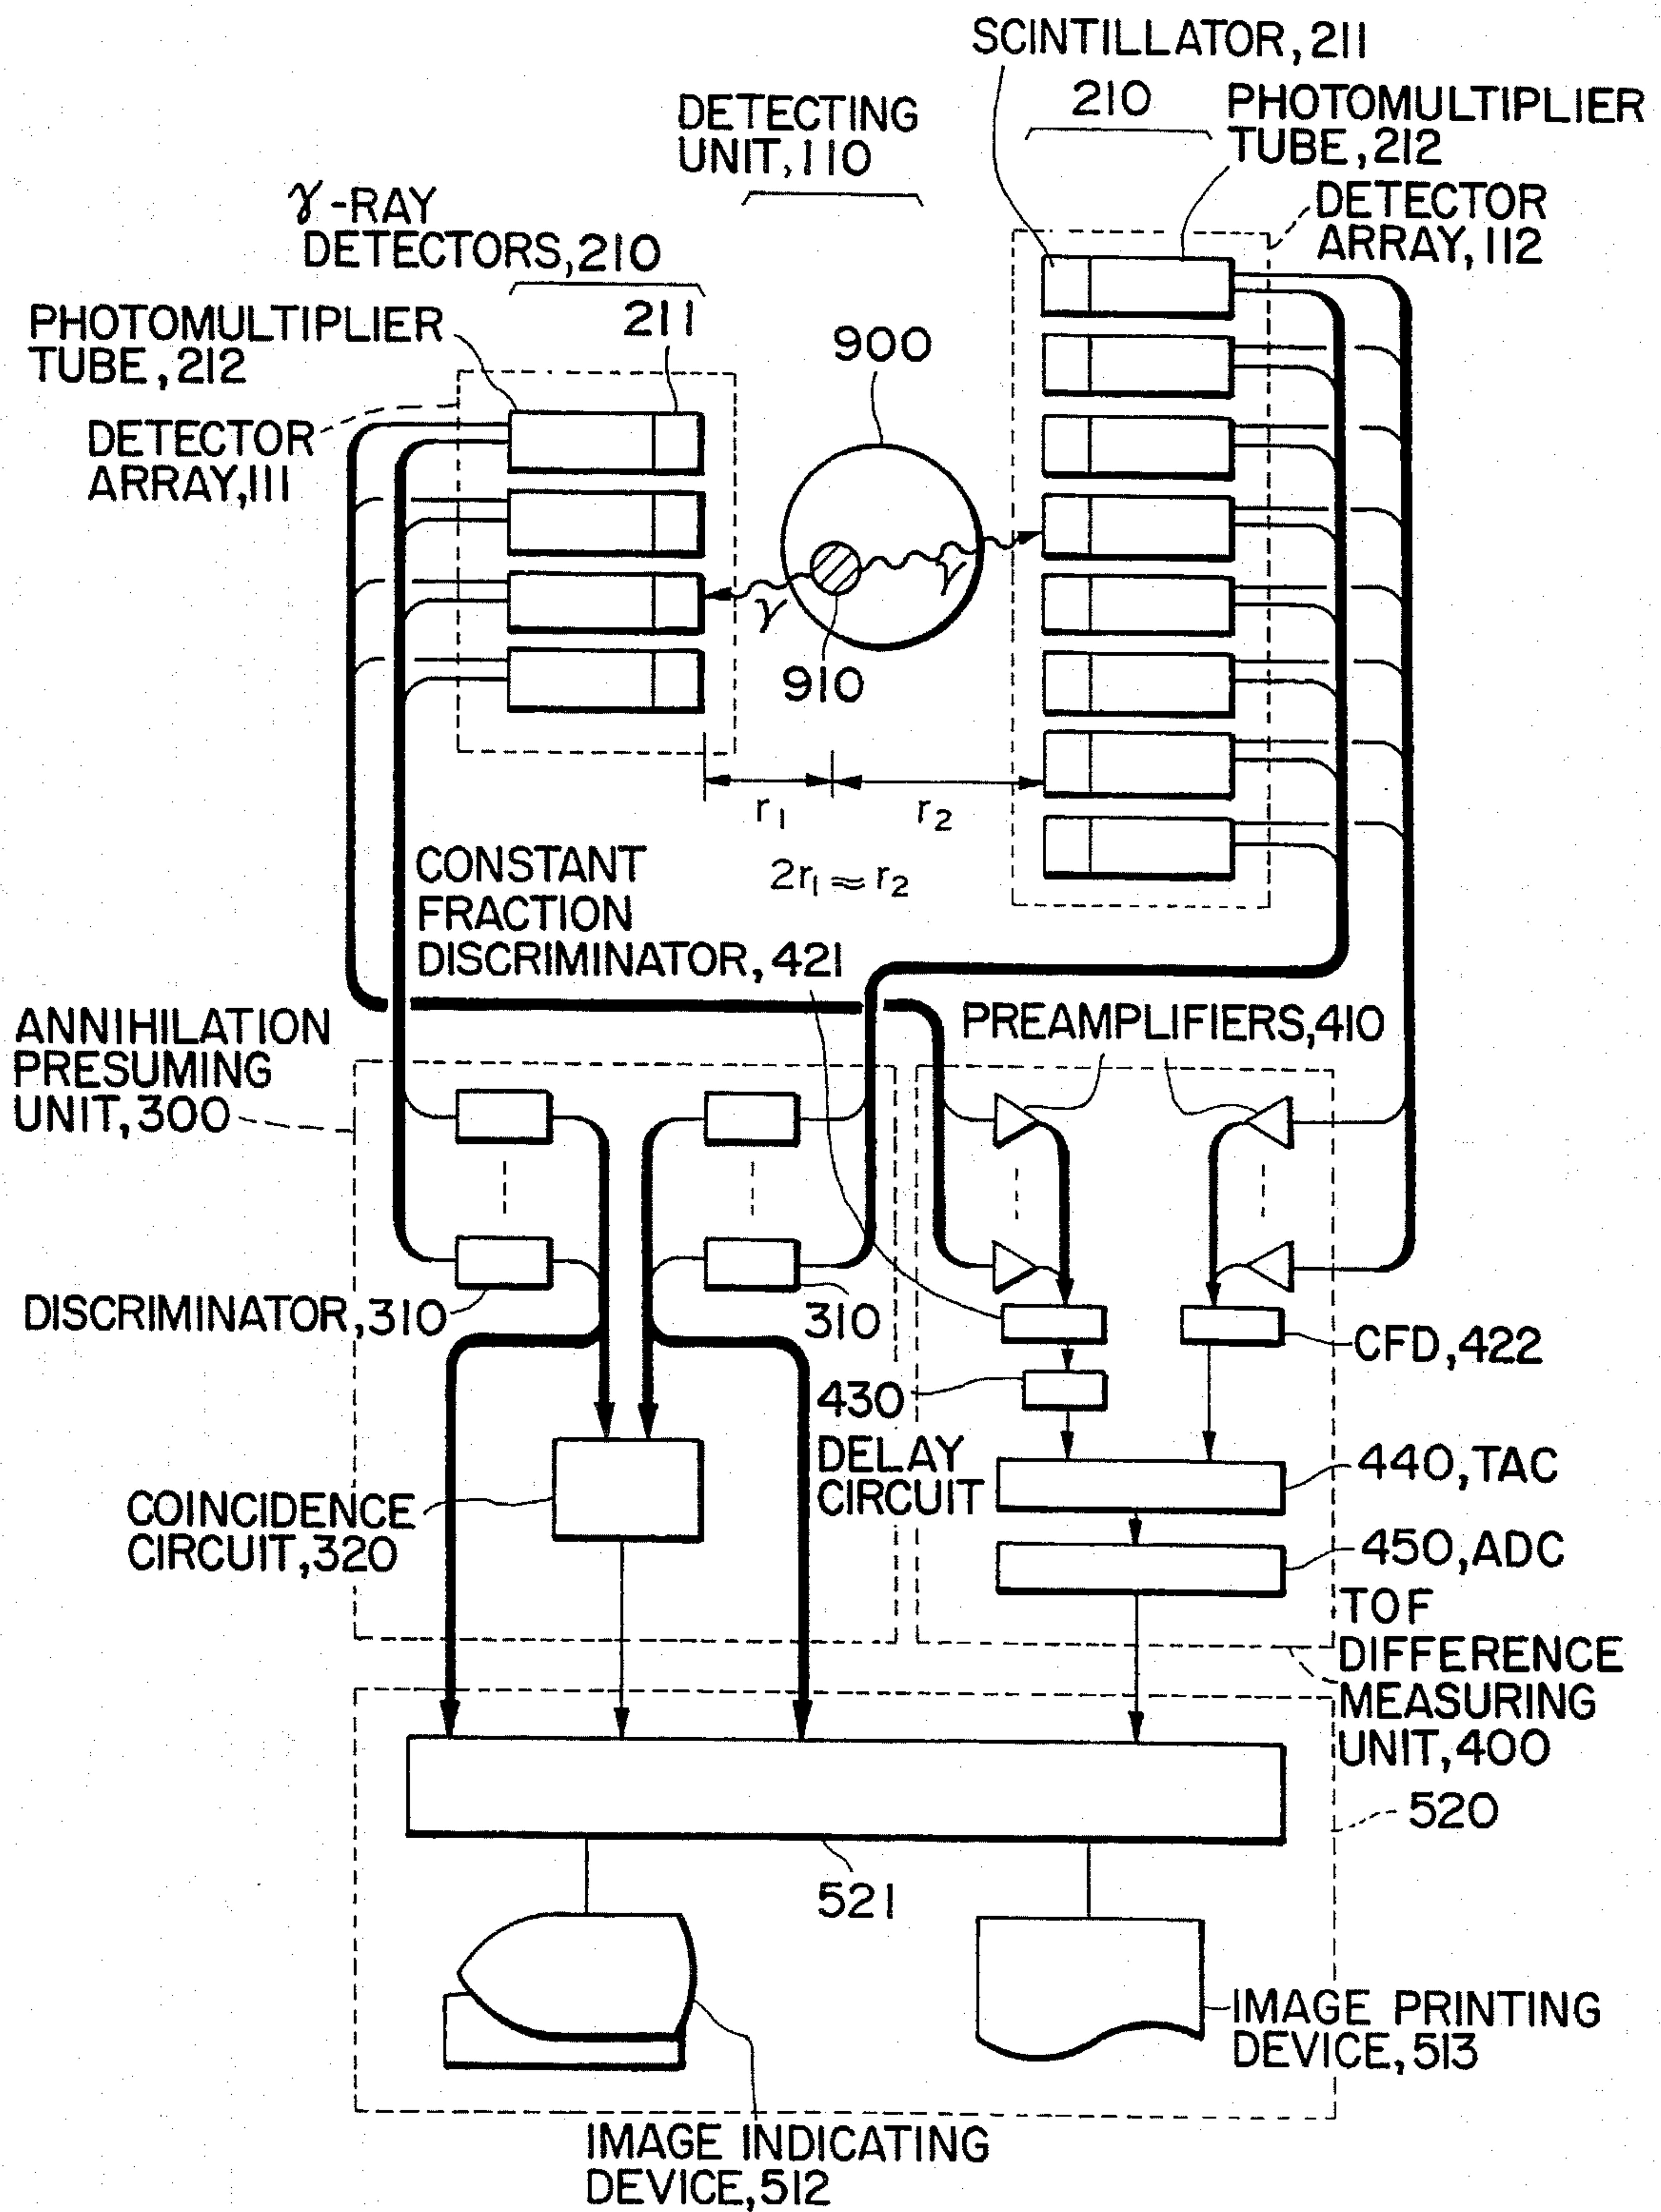 SCINTILLATOR, 211
210
PHOTOMULTIPLIER
TUBE, 212
DETECTING
UNIT, 110
DETECTOR
ARRAY, 112
γ-RAY
DETECTORS, 210
211
PHOTOMULTIPLIER
TUBE, 212
900
DETECTOR
ARRAY, 111
γ
γ
910
r1
r2
2r1≈r2
CONSTANT
FRACTION
DISCRIMINATOR, 421
PREAMPLIFIERS, 410
ANNIHILATION
PRESUMING
UNIT, 300
DISCRIMINATOR, 310
310
CFD, 422
430
DELAY
CIRCUIT
440, TAC
COINCIDENCE
CIRCUIT, 320
450, ADC
TOF
DIFFERENCE
MEASURING
UNIT, 400
520
521
IMAGE PRINTING
DEVICE, 513
IMAGE INDICATING
DEVICE, 512